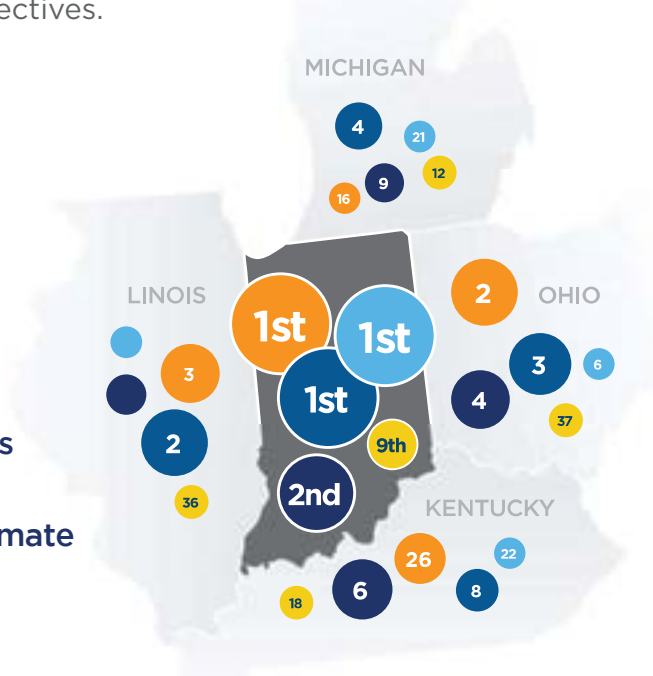 ectives.
MICHIGAN
4
21
12
9
16
LINOIS
OHIO
1st
1st
2
3
6
3
1st
4
37
2
9th
s
36
2nd
KENTUCKY
mate
26
22
6
8
18